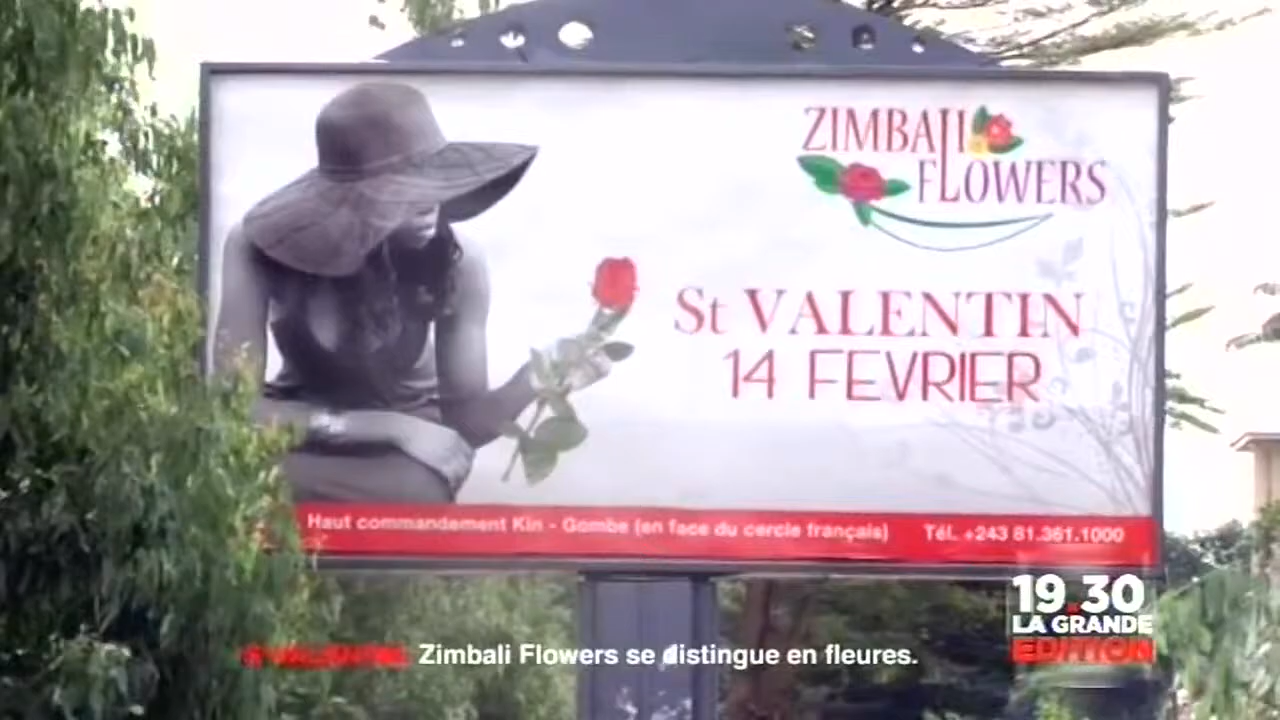 ZIMBALI
FLOWERS
St VALENTIN
14 FEVRIER
Haut commandement Kin - Gombe (en face du cercle français) Tél. +243 81.361.1000
19.30
LA GRANDE
EDITION
Zimbali Flowers se distingue en fleures.